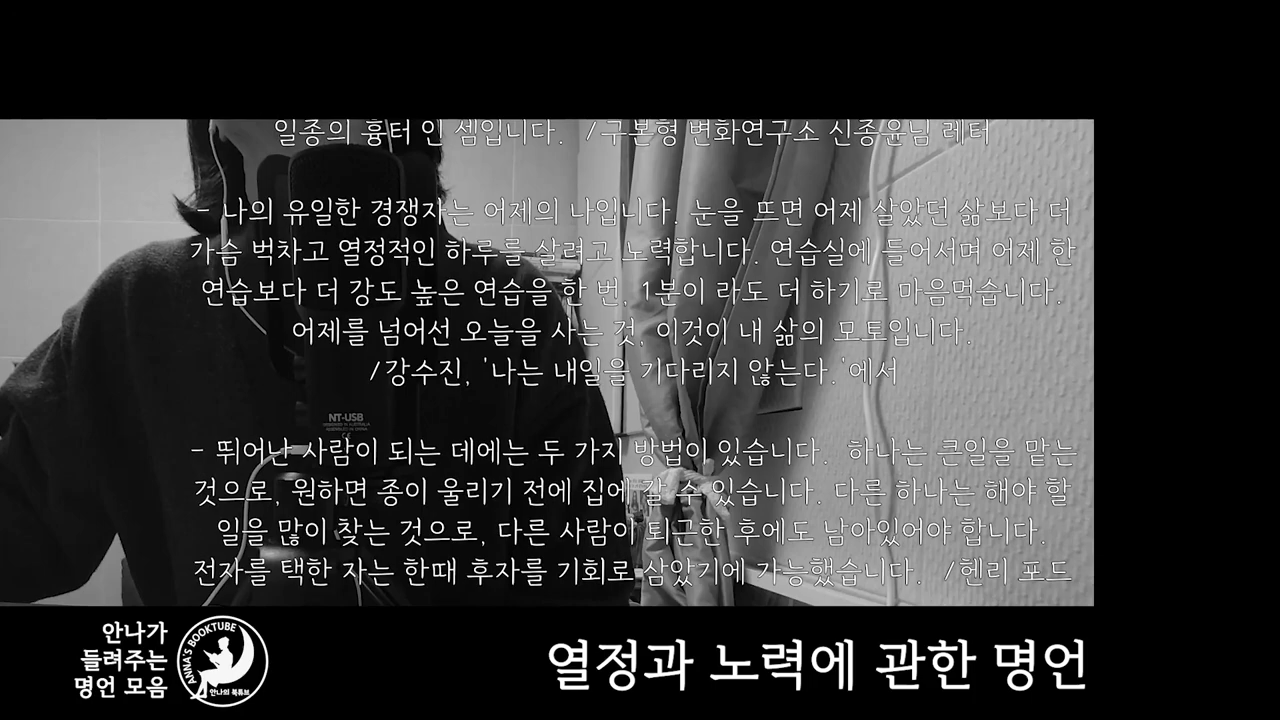 일종의 흉터 인 셈입니다. /구본형 변화연구소 신종윤님 레터
- 나의 유일한 경쟁자는 어제의 나입니다. 눈을 뜨면 어제 살았던 삶보다 더
가슴 벅차고 열정적인 하루를 살려고 노력합니다. 연습실에 들어서며 어제 한
연습보다 더 강도 높은 연습을 한 번, 1분이 라도 더 하기로 마음먹습니다.
어제를 넘어선 오늘을 사는 것, 이것이 내 삶의 모토입니다.
/강수진, '나는 내일을 기다리지 않는다.'에서
NT-USB
- 뛰어난 사람이 되는 데에는 두 가지 방법이 있습니다. 하나는 큰일을 맡는
것으로, 원하면 종이 울리기 전에 집에 갈 수 있습니다. 다른 하나는 해야 할
일을 많이 찾는 것으로, 다른 사람이 퇴근한 후에도 남아있어야 합니다.
전자를 택한 자는 한때 후자를 기회로 삼았기에 가능했습니다. /헨리 포드
안나가
들려주는
명언 모음
ANNA'S BOOKTUBE
안나의 북튜브
열정과 노력에 관한 명언